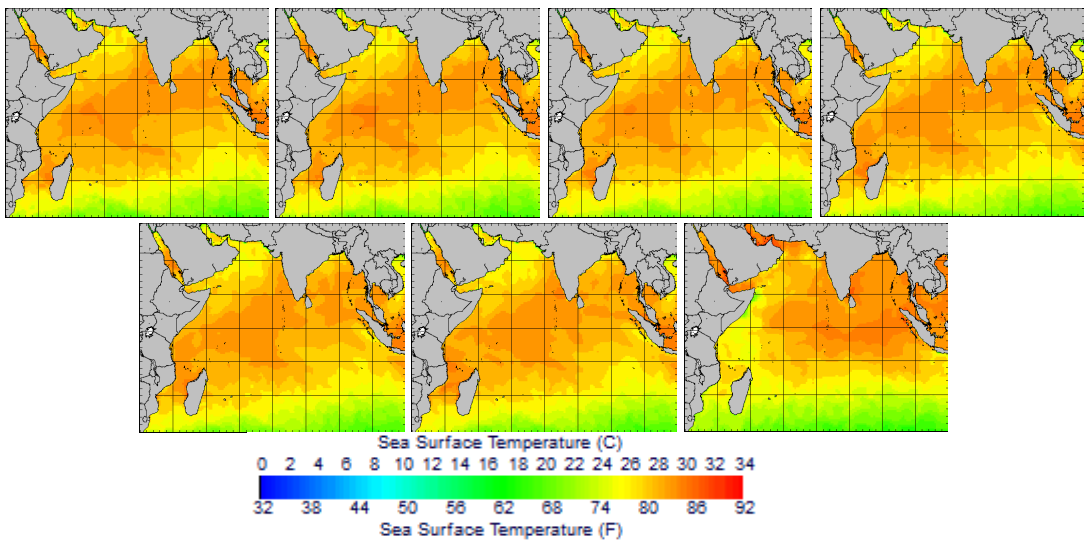 Sea Surface Temperature (C)
0 2 4 6 8 10 12 14 16 18 20 22 24 26 28 30 32 34
32 38 44 50 56 62 68 74 80 86 92
Sea Surface Temperature (F)